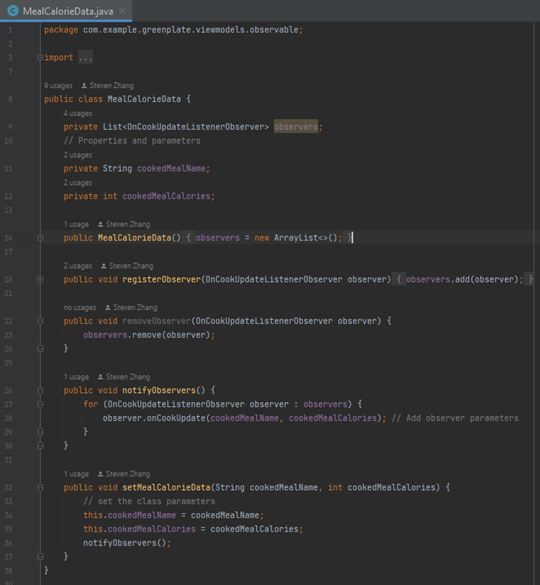 MealCalorieData.java
1 package com.example.greenplate.viewmodels.observable;
2
3 import ...
7
9 usages Steven Zhang
8 public class MealCalorieData {
4 usages
9 private List<OnCookUpdateListenerObserver> observers;
10 // Properties and parameters
2 usages
11 private String cookedMealName;
2 usages
12 private int cookedMealCalories;
13
1 usage Steven Zhang
14 public MealCalorieData() { observers = new ArrayList<>(); }
17
2 usages Steven Zhang
18 public void registerObserver(OnCookUpdateListenerObserver observer) { observers.add(observer); }
21
no usages Steven Zhang
22 public void removeObserver(OnCookUpdateListenerObserver observer) {
23 observers.remove(observer);
24 }
25
1 usage Steven Zhang
26 public void notifyObservers() {
27 for (OnCookUpdateListenerObserver observer : observers) {
28 observer.onCookUpdate(cookedMealName, cookedMealCalories); // Add observer parameters
29 }
30 }
31
1 usage Steven Zhang
32 public void setMealCalorieData(String cookedMealName, int cookedMealCalories) {
33 // set the class parameters
34 this.cookedMealName = cookedMealName;
35 this.cookedMealCalories = cookedMealCalories;
36 notifyObservers();
37 }
38 }